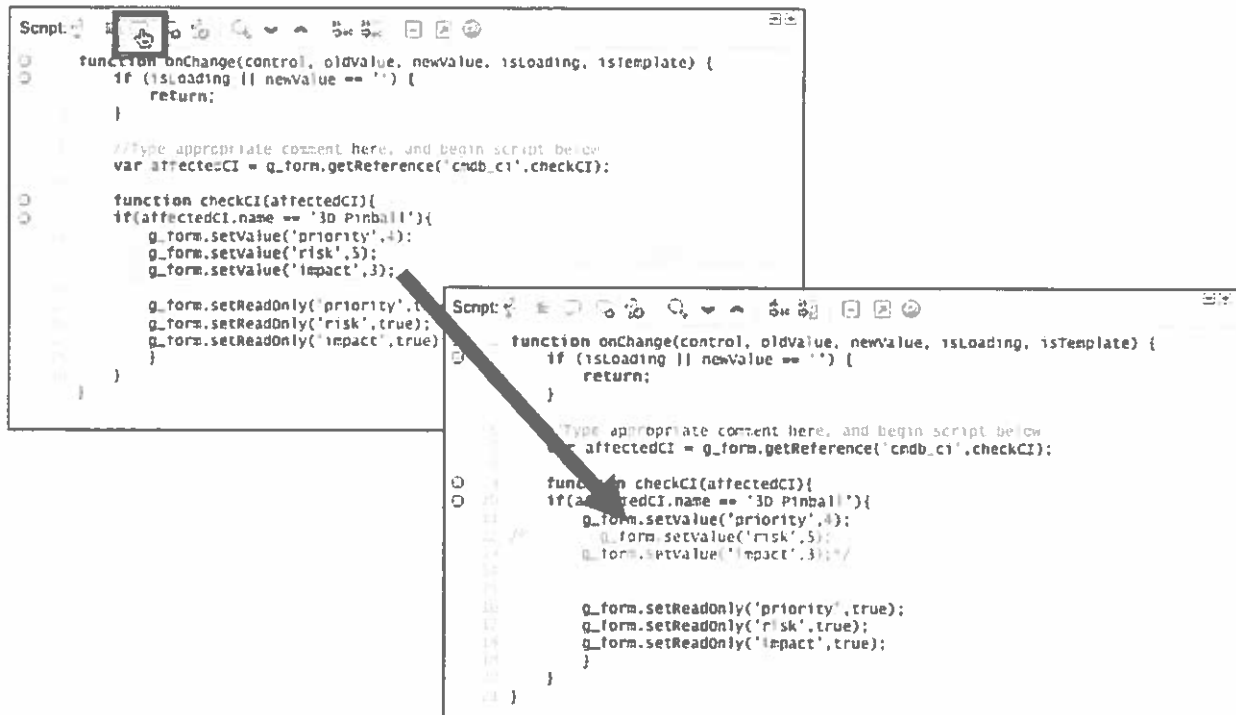 Script:
function onChange(control, oldValue, newValue, isLoading, isTemplate) {
if (isLoading || newValue == '') {
return;
}
//Type appropriate comment here, and begin script below
var affectedCI = g_form.getReference('cmdb_ci',checkCI);
function checkCI(affectedCI){
if(affectedCI.name == '3D Pinball'){
g_form.setValue('priority',4);
g_form.setValue('risk',5);
g_form.setValue('impact',3);
g_form.setReadOnly('priority',t
g_form.setReadOnly('risk',true);
g_form.setReadOnly('impact',true)
}
}
}
Script:
function onChange(control, oldValue, newValue, isLoading, isTemplate) {
if (isLoading || newValue == '') {
return;
}
Type appropriate comment here, and begin script below
var affectedCI = g_form.getReference('cmdb_ci',checkCI);
function checkCI(affectedCI){
if(affectedCI.name == '3D Pinball'){
g_form.setValue('priority',4);
/* g_form.setValue('risk',5);
g_form.setValue('impact',3);*/
g_form.setReadOnly('priority',true);
g_form.setReadOnly('risk',true);
g_form.setReadOnly('impact',true);
}
}
}